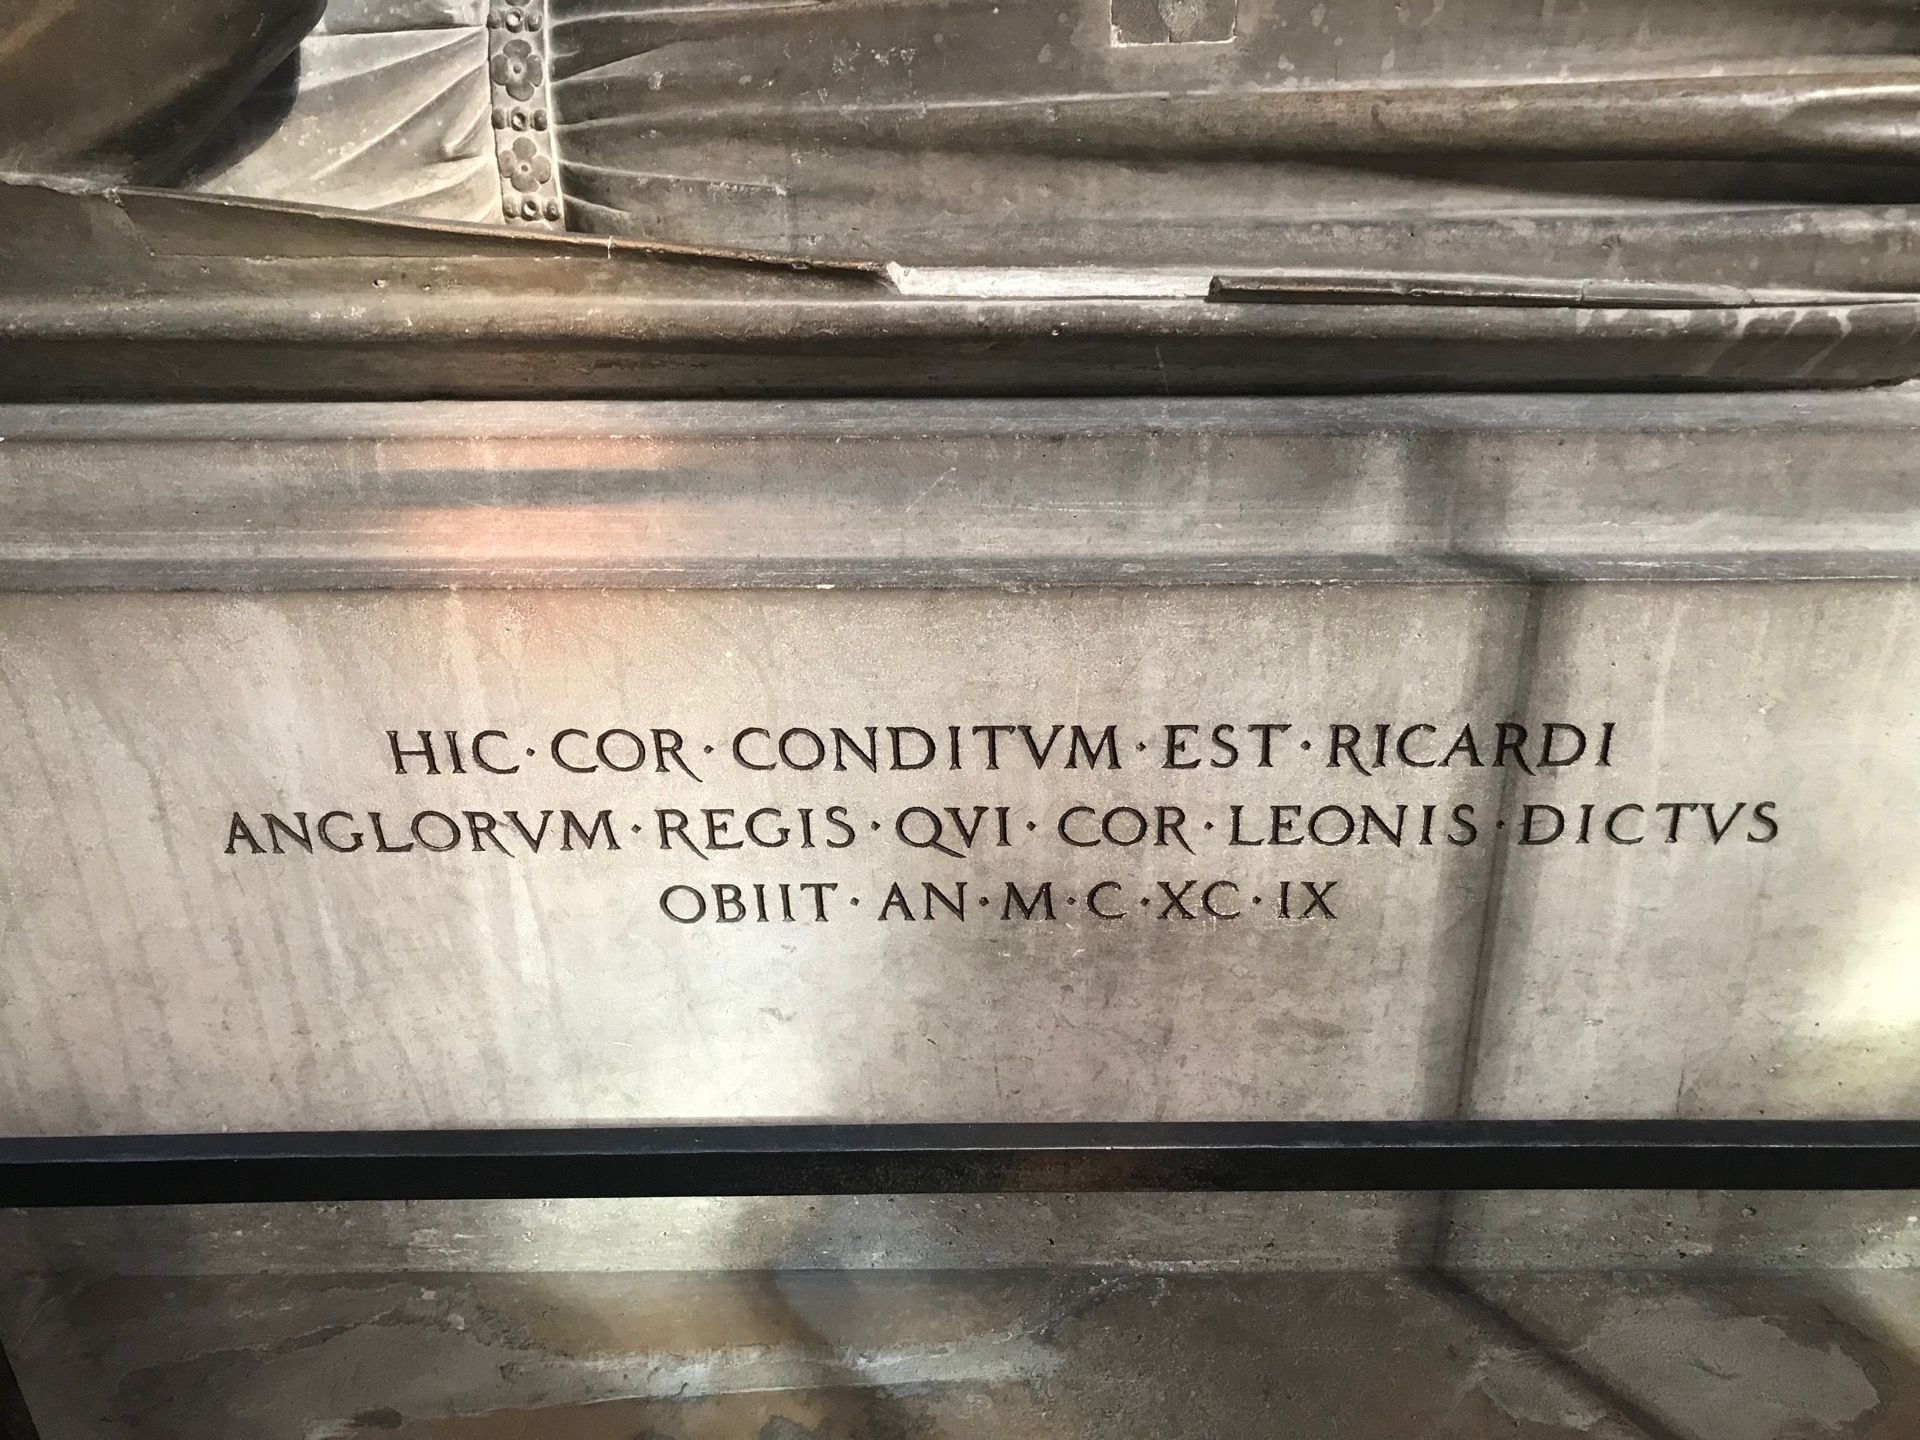 HIC·COR·CONDITVM·EST·RICARDI
ANGLORVM·REGIS·QVI·COR·LEONIS·DICTVS
OBIIT·AN·M·C·XC·IX